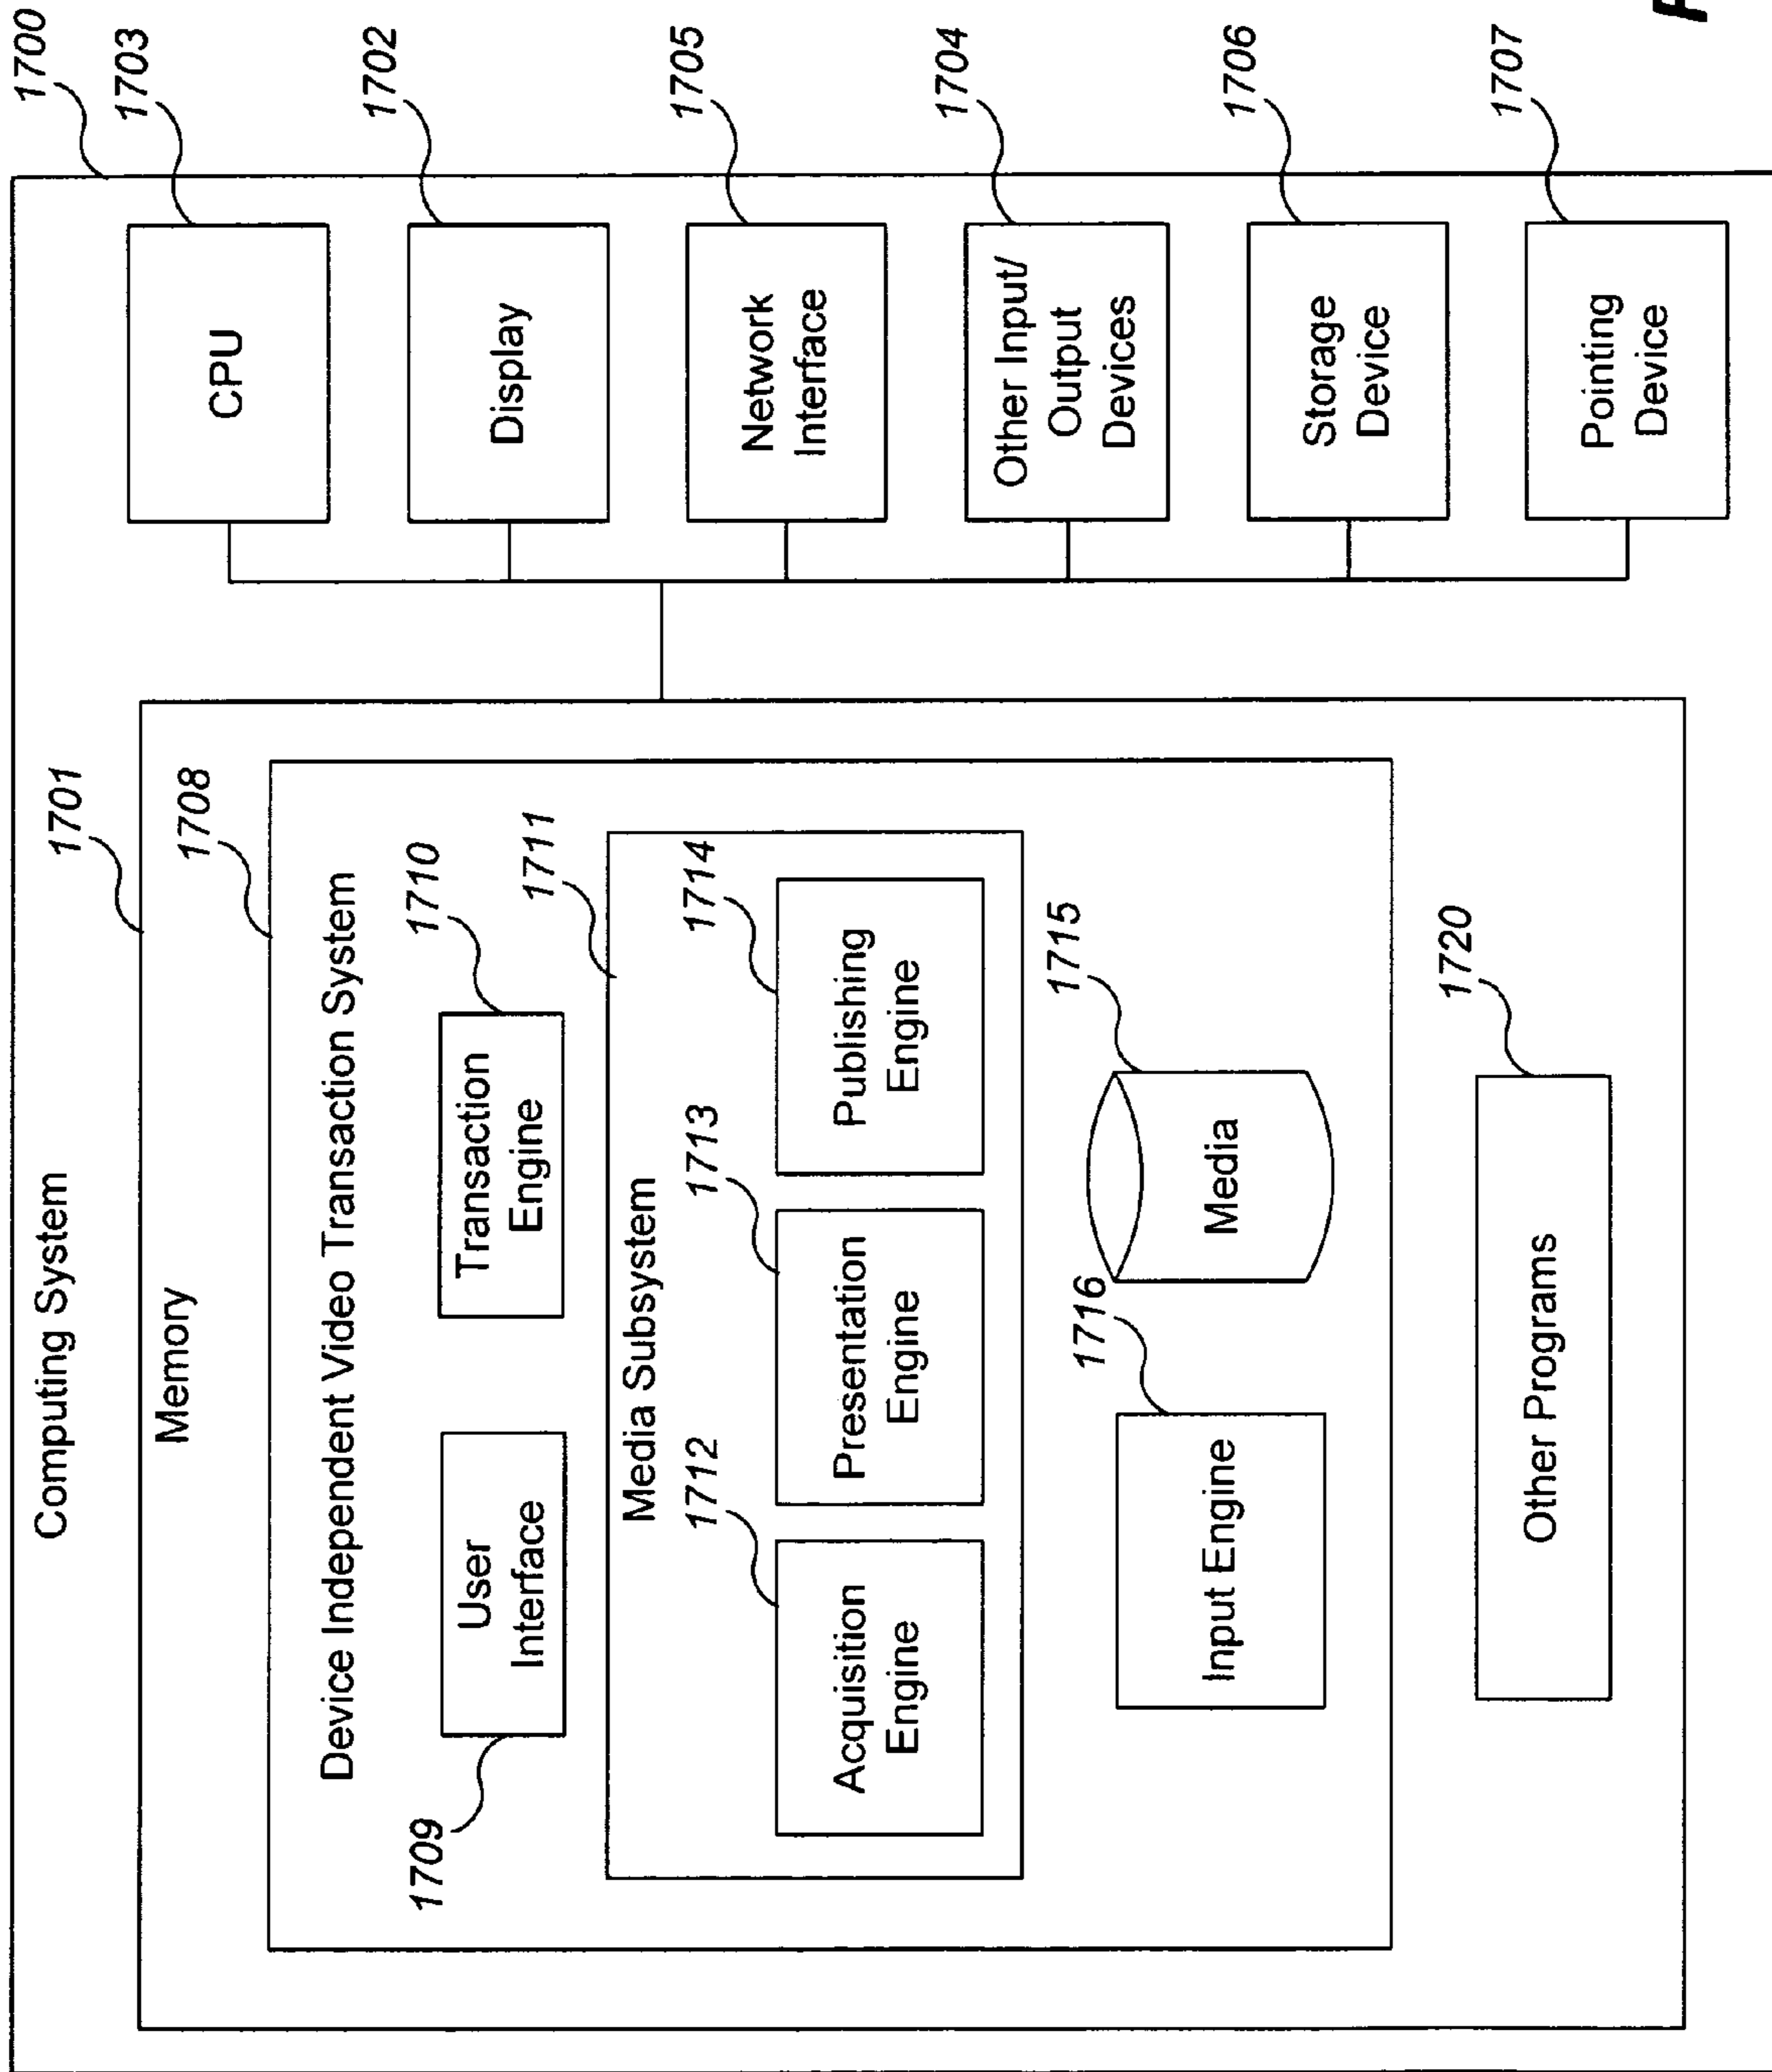 Computing System
1700
1701
Memory
1703
CPU
1708
Device Independent Video Transaction System
1702
Display
1709
User
Interface
1710
Transaction
Engine
1711
Media Subsystem
1705
Network
Interface
1712
1713
1714
Acquisition
Engine
Presentation
Engine
Publishing
Engine
1704
Other Input/
Output
Devices
1716
Input Engine
1715
Media
1706
Storage
Device
1720
Other Programs
1707
Pointing
Device